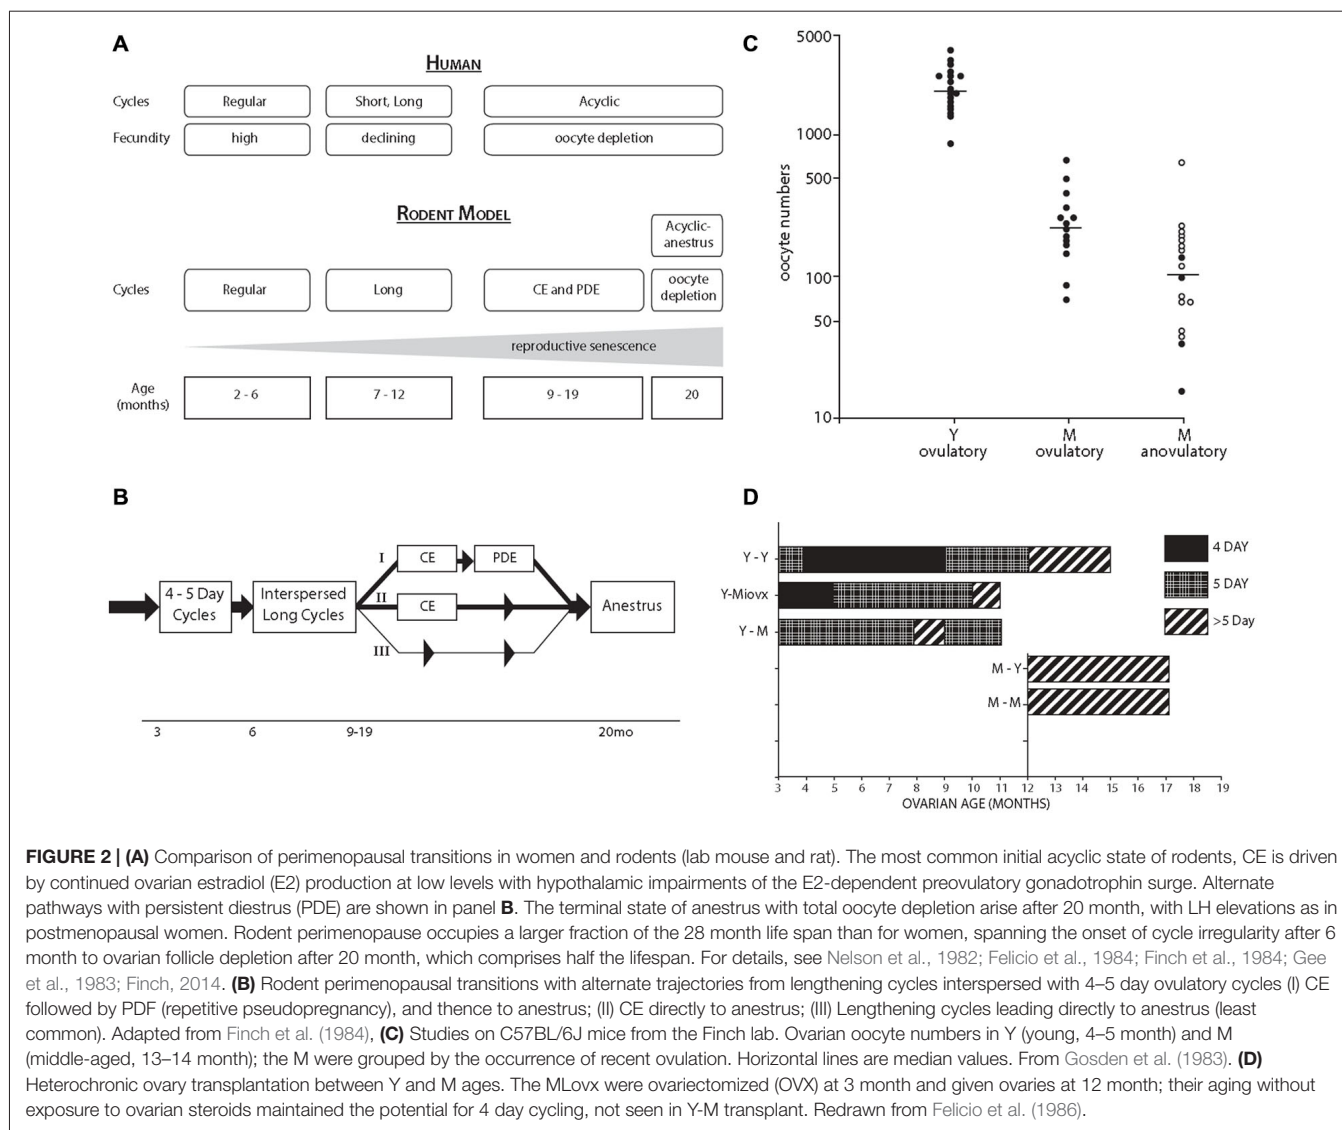 A
HUMAN
Cycles Regular Short, Long Acyclic
Fecundity high declining oocyte depletion
RODENT MODEL
Acyclic-
anestrus
Cycles Regular Long CE and PDE oocyte
depletion
reproductive senescence
Age
(months) 2 - 6 7 - 12 9 - 19 20
B
I CE PDE
4 - 5 Day
Cycles
Interspersed
Long Cycles
II CE
Anestrus
III
3 6 9-19 20mo
C
oocyte numbers
5000
1000
500
100
50
10
Y
ovulatory
M
ovulatory
M
anovulatory
D
Y - Y
Y-Miovx
Y - M
M - Y
M - M
4 DAY
5 DAY
>5 Day
3 4 5 6 7 8 9 10 11 12 13 14 15 16 17 18 19
OVARIAN AGE (MONTHS)
FIGURE 2 | (A) Comparison of perimenopausal transitions in women and rodents (lab mouse and rat). The most common initial acyclic state of rodents, CE is driven
by continued ovarian estradiol (E2) production at low levels with hypothalamic impairments of the E2-dependent preovulatory gonadotrophin surge. Alternate
pathways with persistent diestrus (PDE) are shown in panel B. The terminal state of anestrus with total oocyte depletion arise after 20 month, with LH elevations as in
postmenopausal women. Rodent perimenopause occupies a larger fraction of the 28 month life span than for women, spanning the onset of cycle irregularity after 6
month to ovarian follicle depletion after 20 month, which comprises half the lifespan. For details, see Nelson et al., 1982; Felicio et al., 1984; Finch et al., 1984; Gee
et al., 1983; Finch, 2014. (B) Rodent perimenopausal transitions with alternate trajectories from lengthening cycles interspersed with 4–5 day ovulatory cycles (I) CE
followed by PDF (repetitive pseudopregnancy), and thence to anestrus; (II) CE directly to anestrus; (III) Lengthening cycles leading directly to anestrus (least
common). Adapted from Finch et al. (1984), (C) Studies on C57BL/6J mice from the Finch lab. Ovarian oocyte numbers in Y (young, 4–5 month) and M
(middle-aged, 13–14 month); the M were grouped by the occurrence of recent ovulation. Horizontal lines are median values. From Gosden et al. (1983). (D)
Heterochronic ovary transplantation between Y and M ages. The MLovx were ovariectomized (OVX) at 3 month and given ovaries at 12 month; their aging without
exposure to ovarian steroids maintained the potential for 4 day cycling, not seen in Y-M transplant. Redrawn from Felicio et al. (1986).